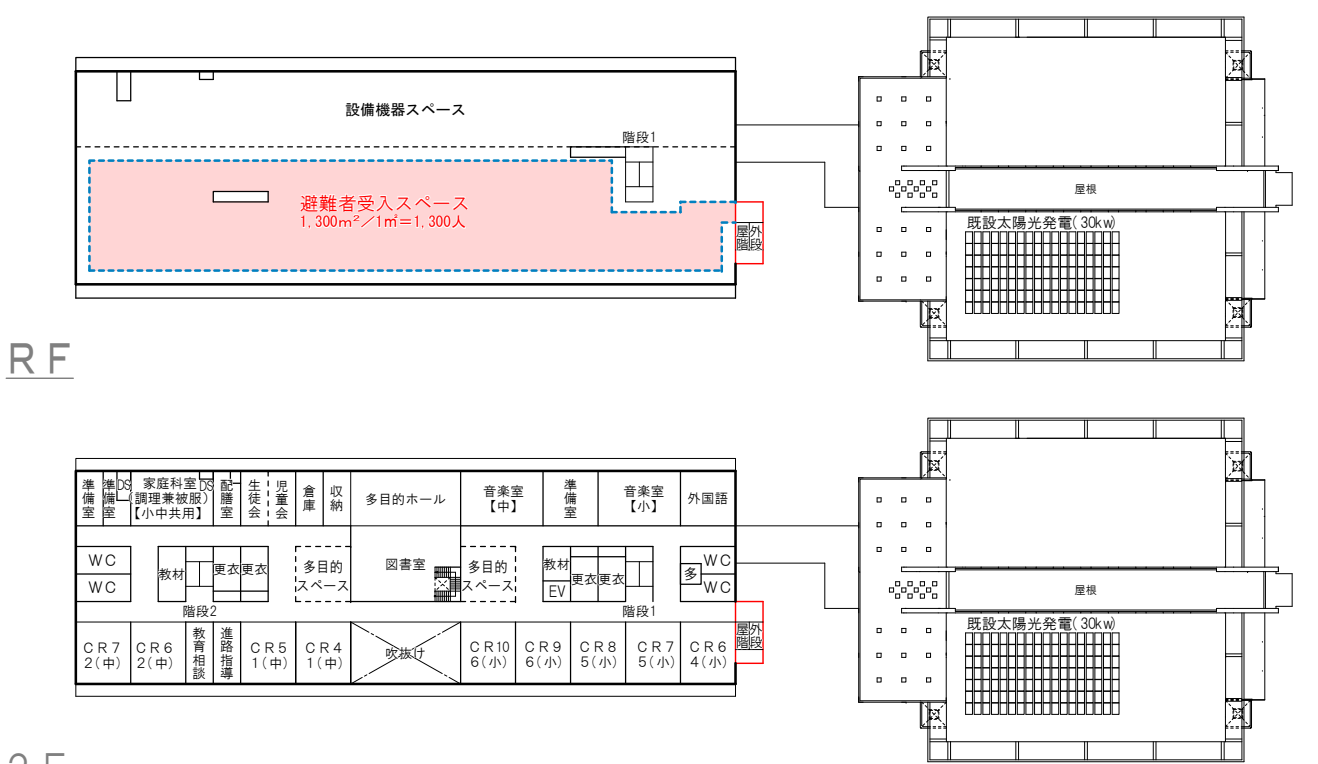 設備機器スペース
階段1
避難者受入スペース
1,300m²／1㎡＝1,300人
屋外
階段
屋根
既設太陽光発電(30kw)
RF
準備室
準備室
DS
家庭科室
(調理兼被服)
【小中共用】
DS
配膳室
生徒会
児童会
倉庫
収納
多目的ホール
音楽室
【中】
準備室
音楽室
【小】
外国語
WC
WC
教材
更衣
更衣
多目的
スペース
図書室
多目的
スペース
教材
EV
更衣
更衣
多
WC
WC
階段2
階段1
CR7
2(中)
CR6
2(中)
教育相談
進路指導
CR5
1(中)
CR4
1(中)
吹抜け
CR10
6(小)
CR9
6(小)
CR8
5(小)
CR7
5(小)
CR6
4(小)
屋外
階段
屋根
既設太陽光発電(30kw)